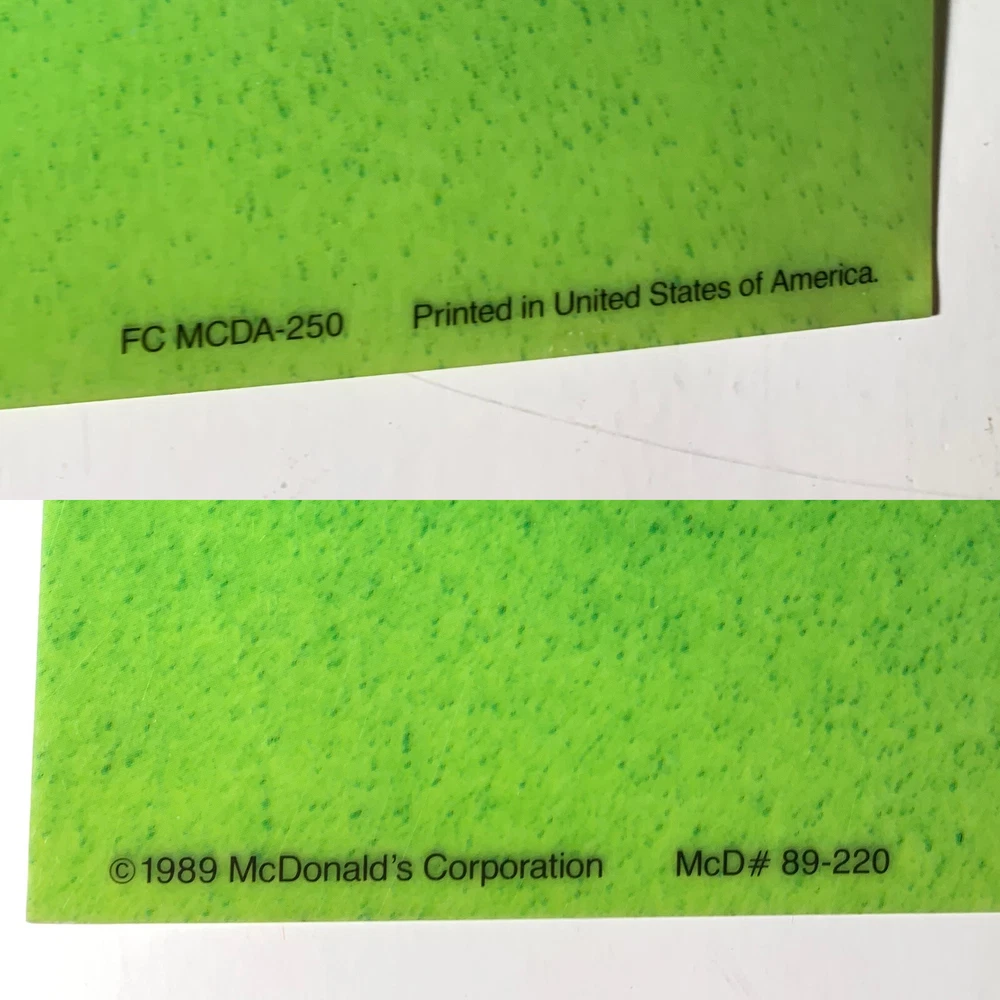 FC MCDA-250 Printed in United States of America.
©1989 McDonald's Corporation McD# 89-220